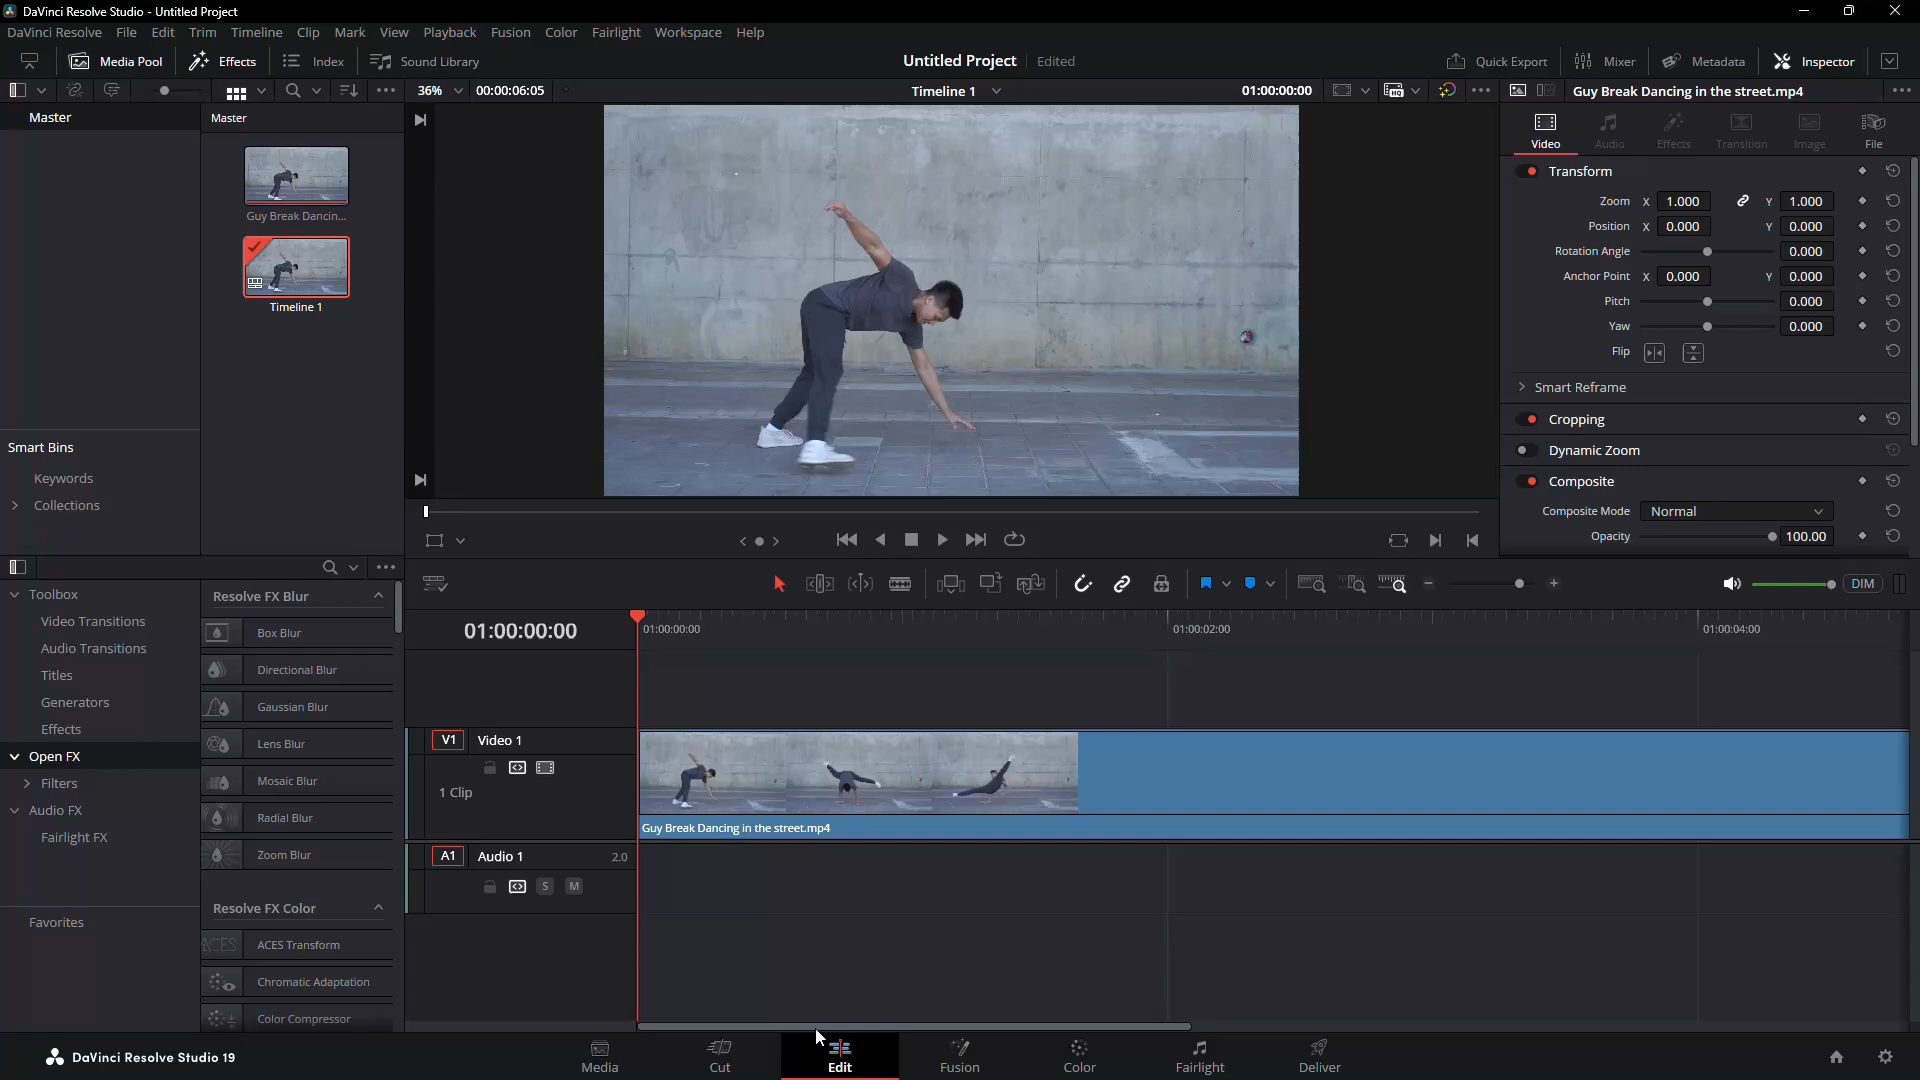 DaVinci Resolve Studio - Untitled Project
DaVinci Resolve File Edit Trim Timeline Clip Mark View Playback Fusion Color Fairlight Workspace Help
Media Pool Effects Index Sound Library Untitled Project Edited Quick Export Mixer Metadata Inspector
36% 00:00:06:05 Timeline 1 01:00:00:00 Guy Break Dancing in the street.mp4
Master Master
Guy Break Dancin...
Timeline 1
Smart Bins
Keywords
Collections
Video Audio Effects Transition Image File
Transform
Zoom X 1.000 Y 1.000
Position X 0.000 Y 0.000
Rotation Angle 0.000
Anchor Point X 0.000 Y 0.000
Pitch 0.000
Yaw 0.000
Flip
Smart Reframe
Cropping
Dynamic Zoom
Composite
Composite Mode Normal
Opacity 100.00
Toolbox
Video Transitions
Audio Transitions
Titles
Generators
Effects
Open FX
Filters
Audio FX
Fairlight FX
Favorites
Resolve FX Blur
Box Blur
Directional Blur
Gaussian Blur
Lens Blur
Mosaic Blur
Radial Blur
Zoom Blur
Resolve FX Color
ACES ACES Transform
Chromatic Adaptation
Color Compressor
DIM
01:00:00:00 01:00:00:00 01:00:02:00 01:00:04:00
V1 Video 1
1 Clip
Guy Break Dancing in the street.mp4
A1 Audio 1 2.0
S M
DaVinci Resolve Studio 19
Media Cut Edit Fusion Color Fairlight Deliver